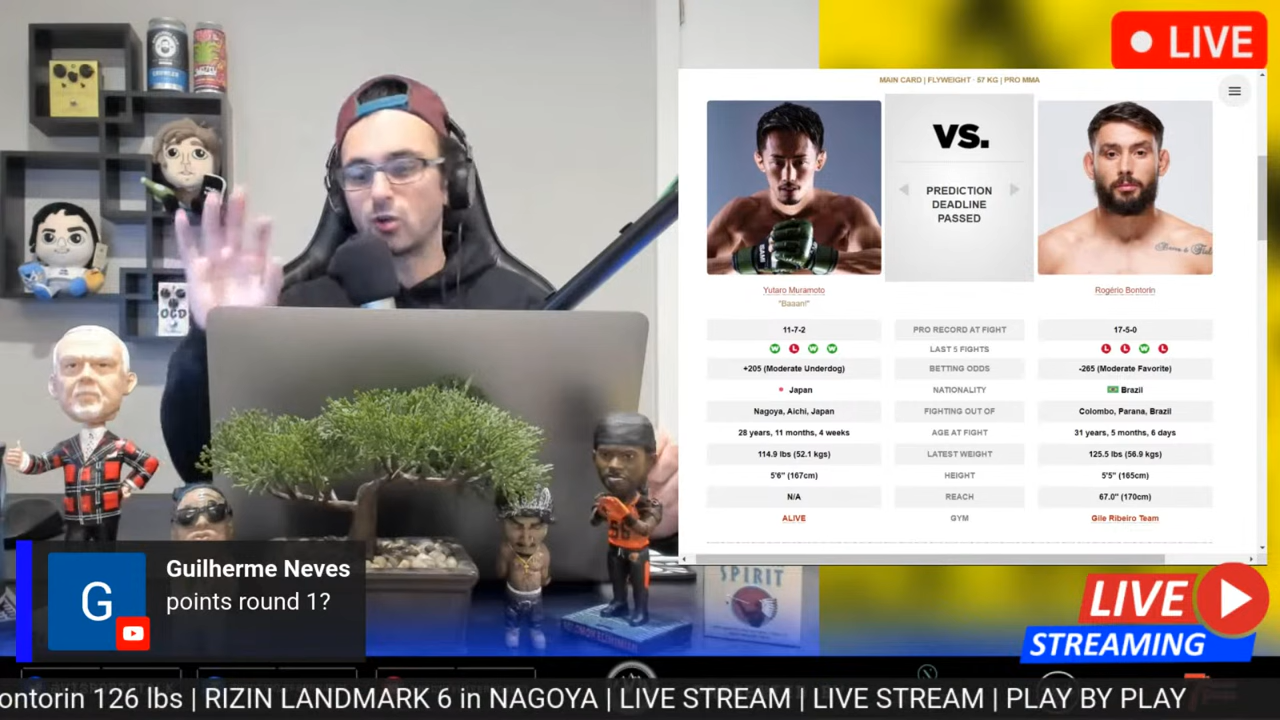 LIVE
MAIN CARD | FLYWEIGHT · 57 KG | PRO MMA
VS.
PREDICTION
DEADLINE
PASSED
Yutaro Muramoto
"Baaan!"
Rogério Bontorin
11-7-2 PRO RECORD AT FIGHT 17-5-0
W L W W LAST 5 FIGHTS L L W L
+205 (Moderate Underdog) BETTING ODDS -265 (Moderate Favorite)
Japan NATIONALITY Brazil
Nagoya, Aichi, Japan FIGHTING OUT OF Colombo, Parana, Brazil
28 years, 11 months, 4 weeks AGE AT FIGHT 31 years, 5 months, 6 days
114.9 lbs (52.1 kgs) LATEST WEIGHT 125.5 lbs (56.9 kgs)
5'6" (167cm) HEIGHT 5'5" (165cm)
N/A REACH 67.0" (170cm)
ALIVE GYM Gile Ribeiro Team
OCD
SPIRIT
G
Guilherme Neves
points round 1?
LIVE
STREAMING
ontorin 126 lbs | RIZIN LANDMARK 6 in NAGOYA | LIVE STREAM | LIVE STREAM | PLAY BY PLAY